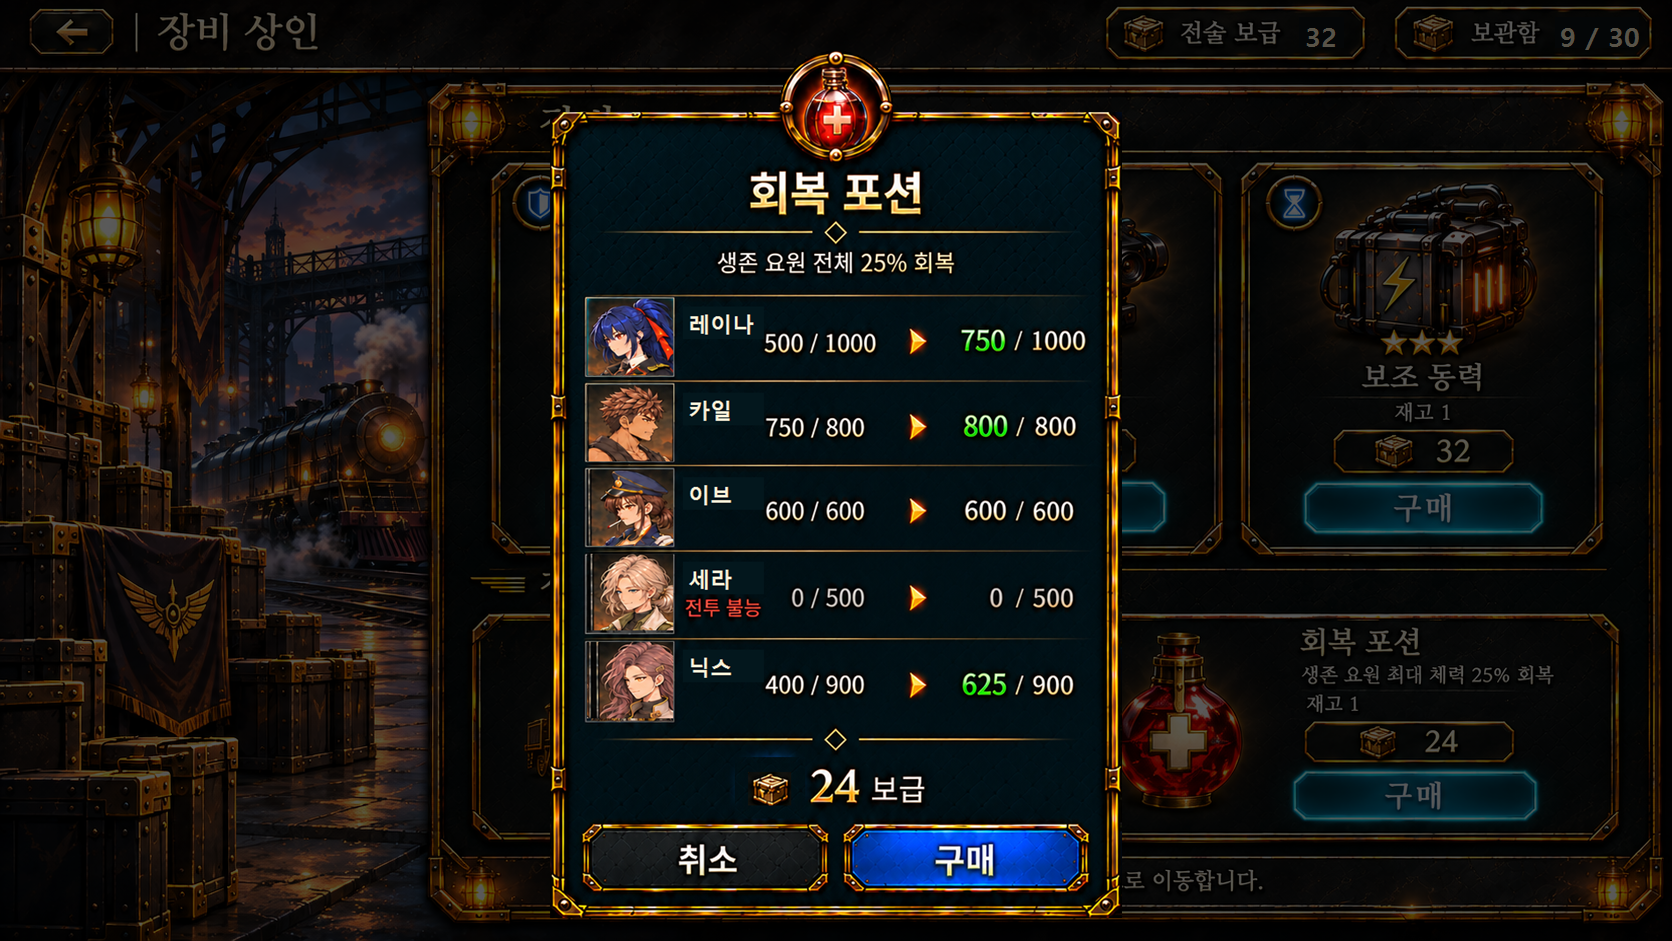 장비 상인
전술 보급 32
보관함 9 / 30
회복 포션
생존 요원 전체 25% 회복
레이나 500 / 1000 750 / 1000
카일 750 / 800 800 / 800
이브 600 / 600 600 / 600
세라 0 / 500 0 / 500
전투 불능
닉스 400 / 900 625 / 900
24 보급
취소 구매
보조 동력
재고 1
32
구매
회복 포션
생존 요원 최대 체력 25% 회복
재고 1
24
구매
로 이동합니다.